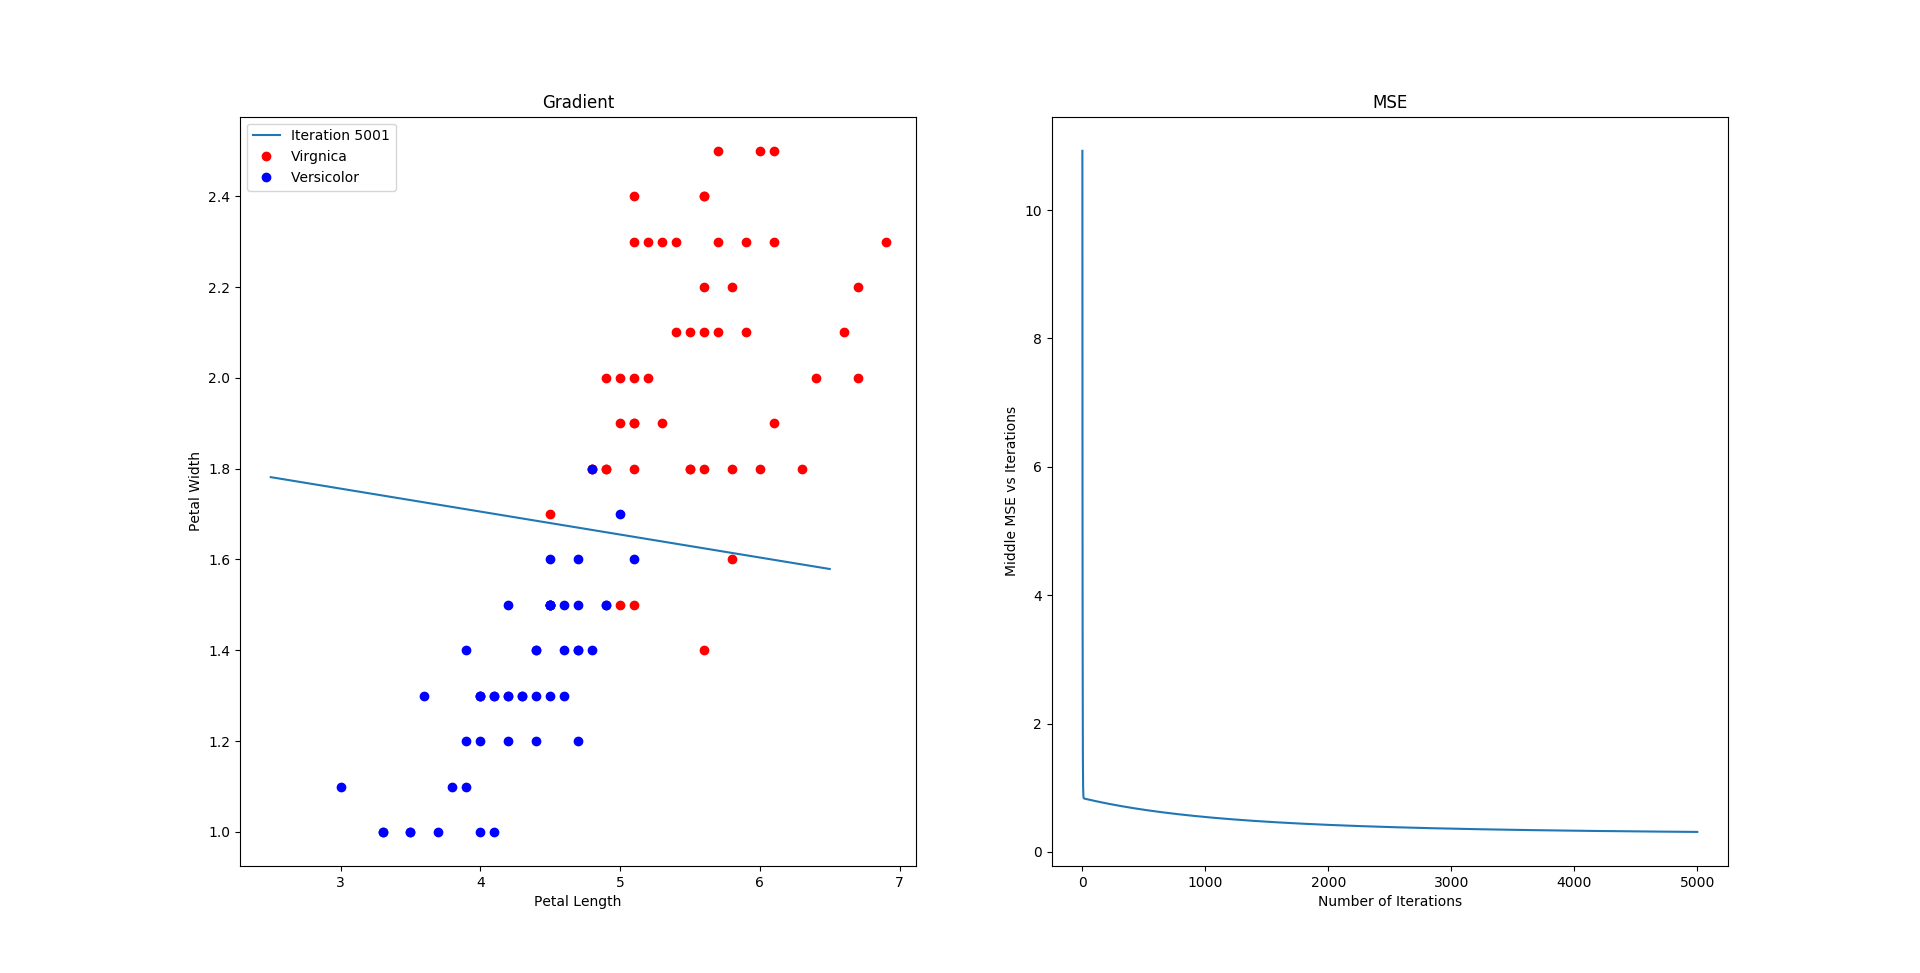 Gradient
Iteration 5001
Virgnica
Versicolor
2.4
2.2
2.0
1.8
1.6
1.4
1.2
1.0
Petal Width
3 4 5 6 7
Petal Length
MSE
10
8
6
4
2
0
Middle MSE vs Iterations
0 1000 2000 3000 4000 5000
Number of Iterations